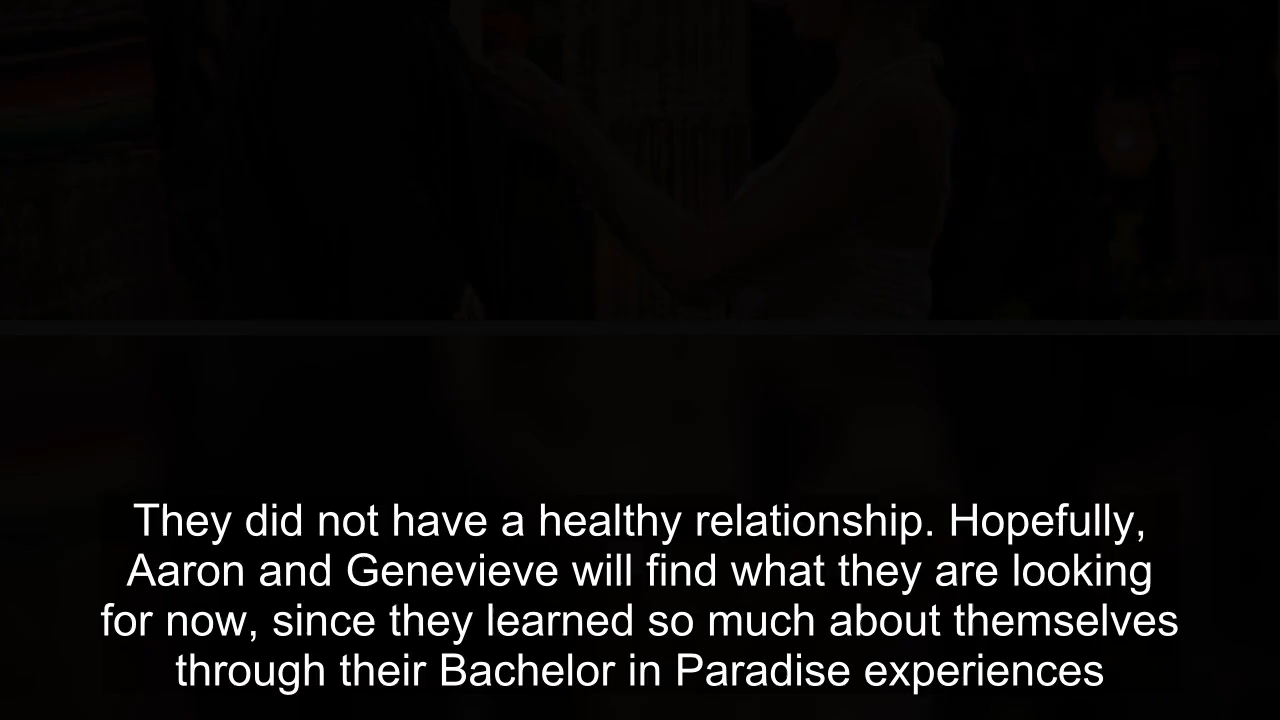 They did not have a healthy relationship. Hopefully,
Aaron and Genevieve will find what they are looking
for now, since they learned so much about themselves
through their Bachelor in Paradise experiences